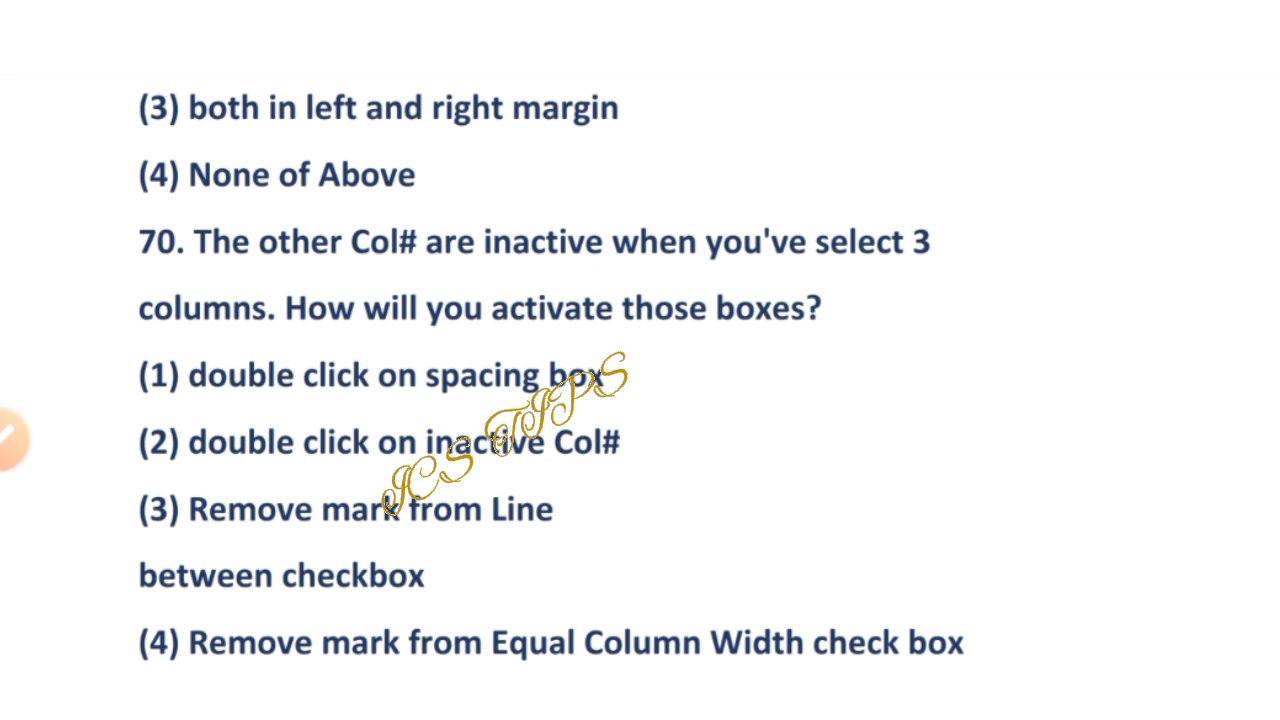 (3) both in left and right margin
(4) None of Above
70. The other Col# are inactive when you've select 3
columns. How will you activate those boxes?
(1) double click on spacing box
(2) double click on inactive Col#
(3) Remove mark from Line
between checkbox
(4) Remove mark from Equal Column Width check box
ICS TIPS